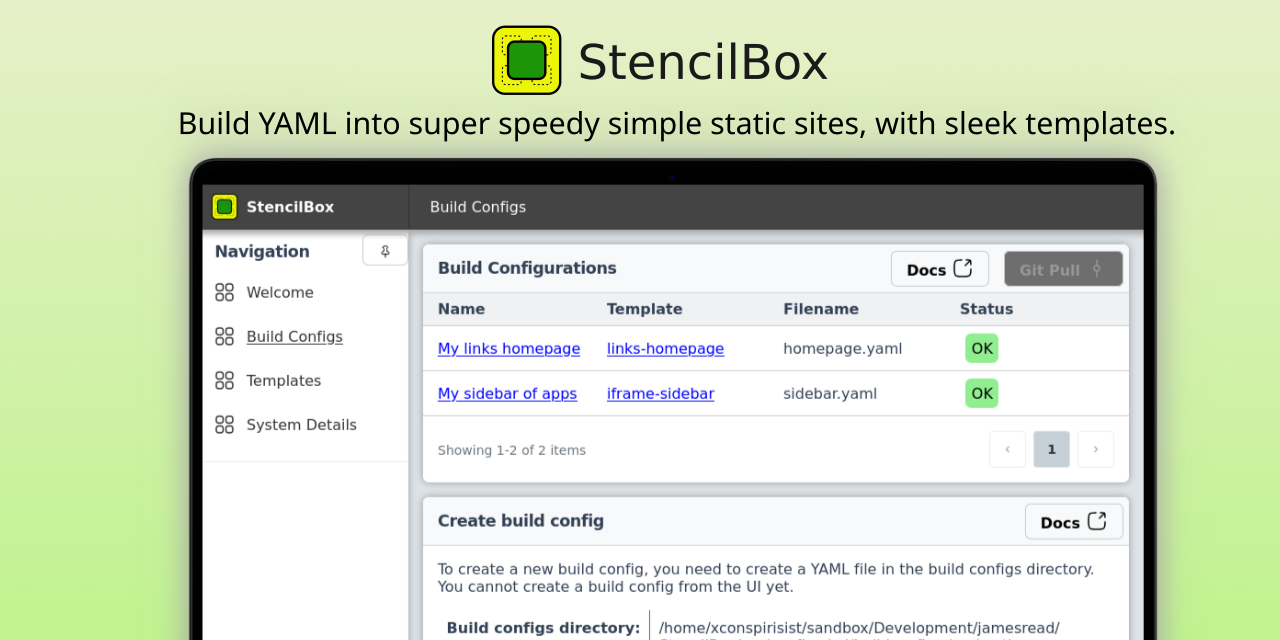 StencilBox
Build YAML into super speedy simple static sites, with sleek templates.
StencilBox
Build Configs
Navigation
Welcome
Build Configs
Templates
System Details
Build Configurations
Docs
Git Pull
Name Template Filename Status
My links homepage links-homepage homepage.yaml OK
My sidebar of apps iframe-sidebar sidebar.yaml OK
Showing 1-2 of 2 items
‹ 1 ›
Create build config
Docs
To create a new build config, you need to create a YAML file in the build configs directory.
You cannot create a build config from the UI yet.
Build configs directory: /home/xconspirisist/sandbox/Development/jamesread/